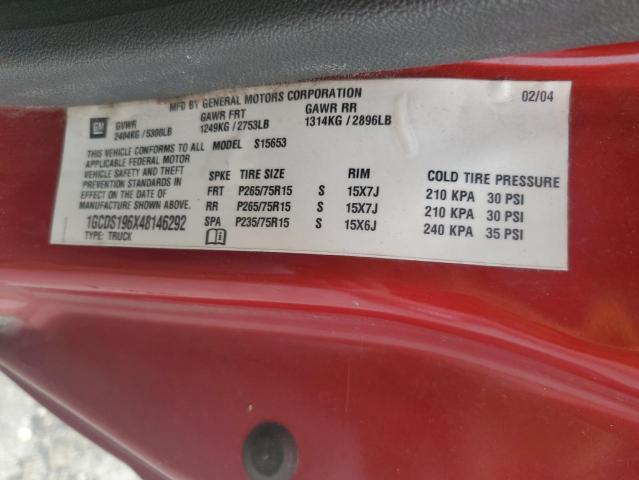 MFD BY GENERAL MOTORS CORPORATION 02/04
GM GVWR GAWR FRT GAWR RR
2404KG / 5300LB 1249KG / 2753LB 1314KG / 2896LB
THIS VEHICLE CONFORMS TO ALL MODEL S15653
APPLICABLE FEDERAL MOTOR
VEHICLE SAFETY AND THEFT
PREVENTION STANDARDS IN
EFFECT ON THE DATE OF
MANUFACTURE SHOWN ABOVE.
1GCDS196X48146292
TYPE: TRUCK
SPKE TIRE SIZE RIM COLD TIRE PRESSURE
FRT P265/75R15 S 15X7J 210 KPA 30 PSI
RR P265/75R15 S 15X7J 210 KPA 30 PSI
SPA P235/75R15 S 15X6J 240 KPA 35 PSI